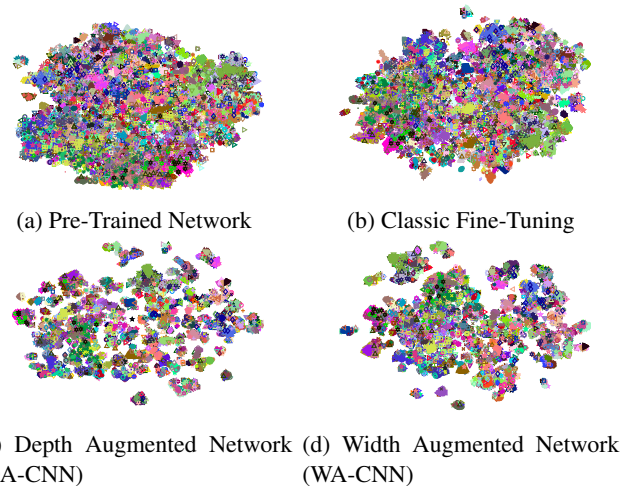 (a) Pre-Trained Network
(b) Classic Fine-Tuning
) Depth Augmented Network
A-CNN)
(d) Width Augmented Network
(WA-CNN)